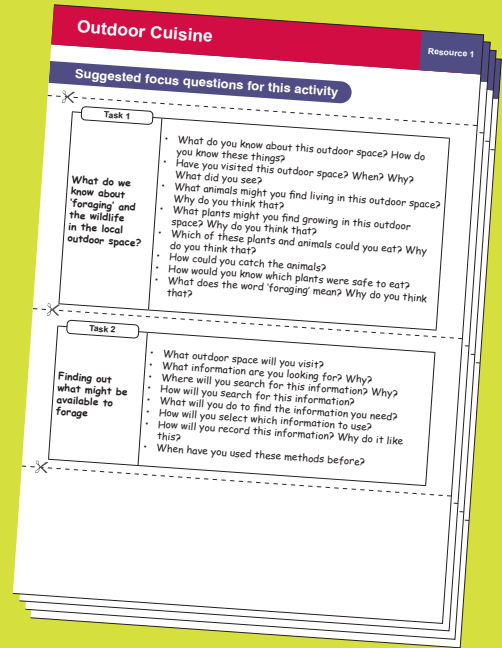 Outdoor Cuisine
Resource 1
Suggested focus questions for this activity
Task 1
What do we
know about
‘foraging’ and
the wildlife
in the local
outdoor space?
• What do you know about this outdoor space? How do
you know these things?
• Have you visited this outdoor space? When? Why?
What did you see?
• What animals might you find living in this outdoor space?
Why do you think that?
• What plants might you find growing in this outdoor
space? Why do you think that?
• Which of these plants and animals could you eat? Why
do you think that?
• How could you catch the animals?
• How would you know which plants were safe to eat?
• What does the word ‘foraging’ mean? Why do you think
that?
Task 2
Finding out
what might be
available to
forage
• What outdoor space will you visit?
• What information are you looking for? Why?
• Where will you search for this information? Why?
• How will you search for this information?
• What will you do to find the information you need?
• How will you select which information to use?
• How will you record this information? Why do it like
this?
• When have you used these methods before?